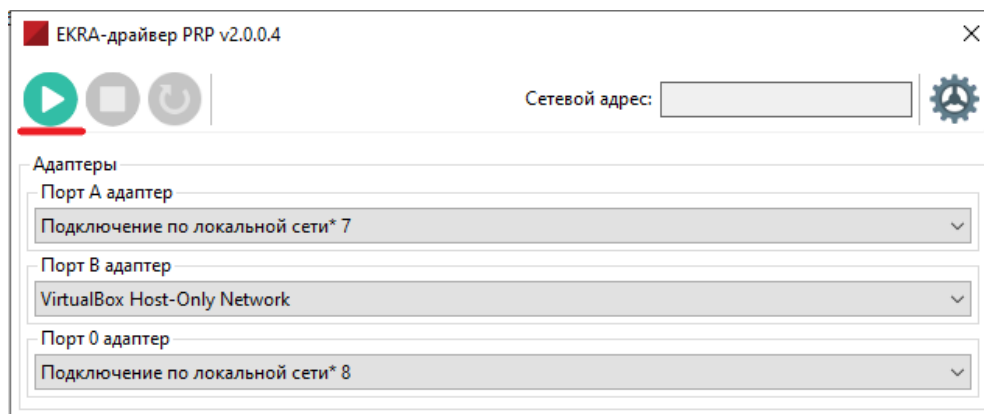 EKRA-драйвер PRP v2.0.0.4
Сетевой адрес:
Адаптеры
Порт A адаптер
Подключение по локальной сети* 7
Порт B адаптер
VirtualBox Host-Only Network
Порт 0 адаптер
Подключение по локальной сети* 8